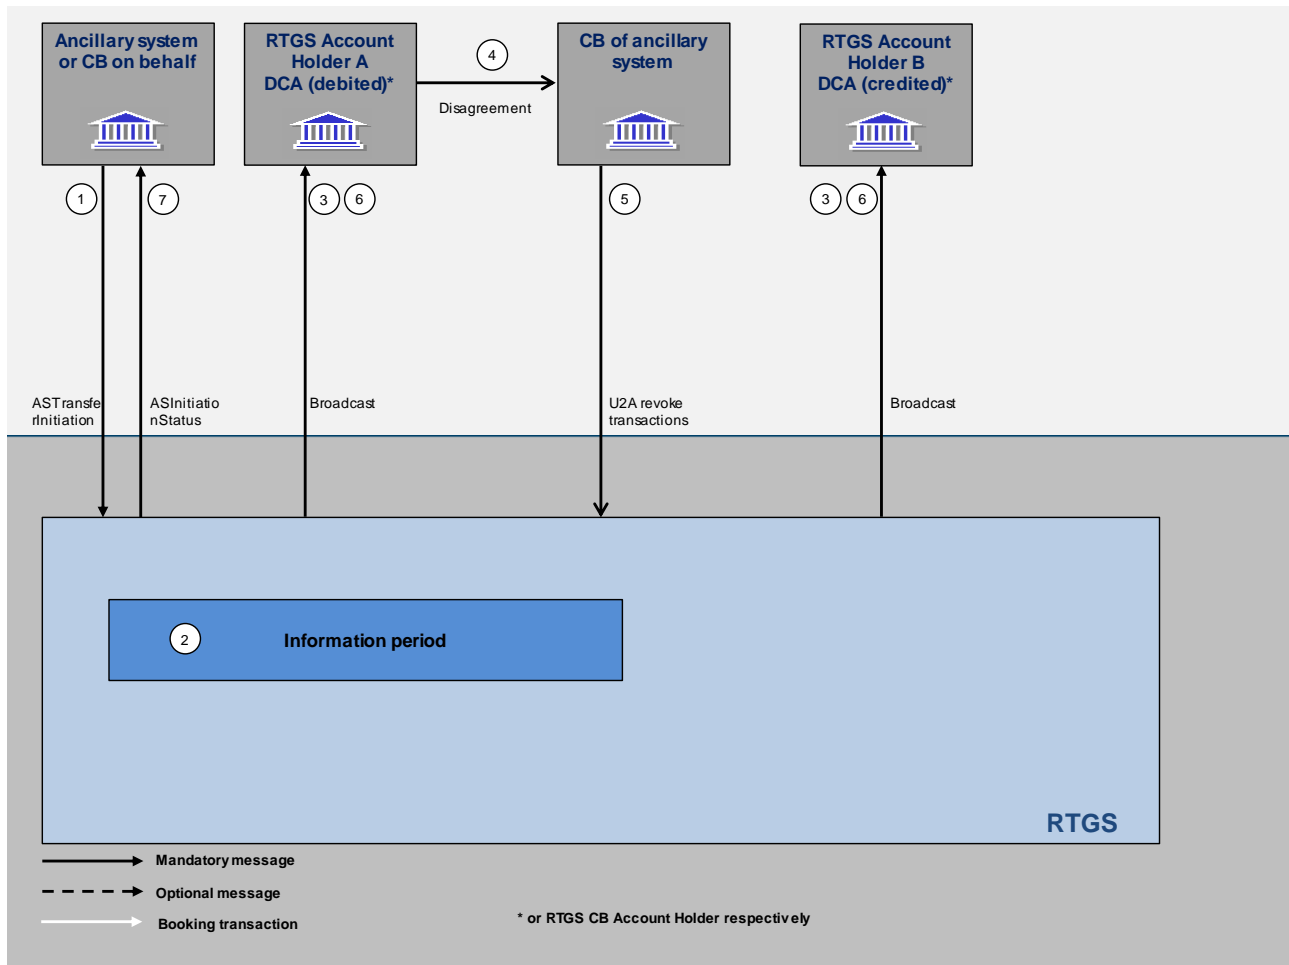 Ancillary system
or CB on behalf
RTGS Account
Holder A
DCA (debited)*
4
Disagreement
CB of ancillary
system
RTGS Account
Holder B
DCA (credited)*
1
7
3
6
5
3
6
ASTransfe
rInitiation
ASInitiatio
nStatus
Broadcast
U2A revoke
transactions
Broadcast
2
Information period
RTGS
Mandatory message
Optional message
Booking transaction
* or RTGS CB Account Holder respectively